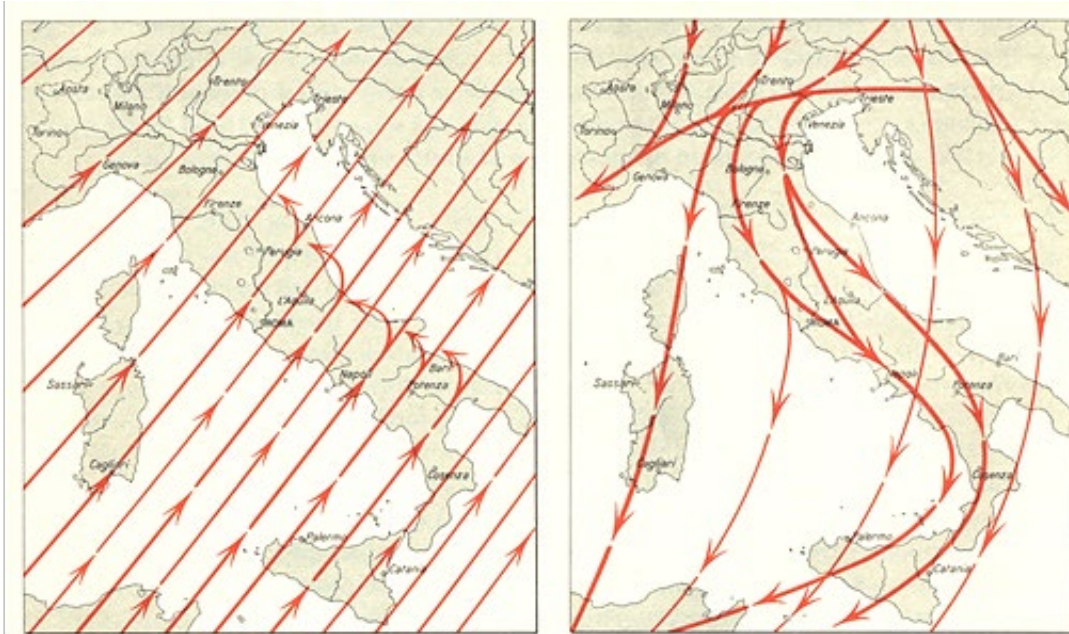 Aosta
Trento
Milano
Trieste
Torino
Venezia
Genova
Bologna
Firenze
Ancona
Perugia
L'Aquila
ROMA
Bari
Napoli
Potenza
Sassari
Cagliari
Cosenza
Palermo
Catania
Aosta
Trento
Milano
Trieste
Torino
Venezia
Genova
Bologna
Firenze
Ancona
Perugia
L'Aquila
ROMA
Bari
Napoli
Potenza
Sassari
Cagliari
Cosenza
Palermo
Catania